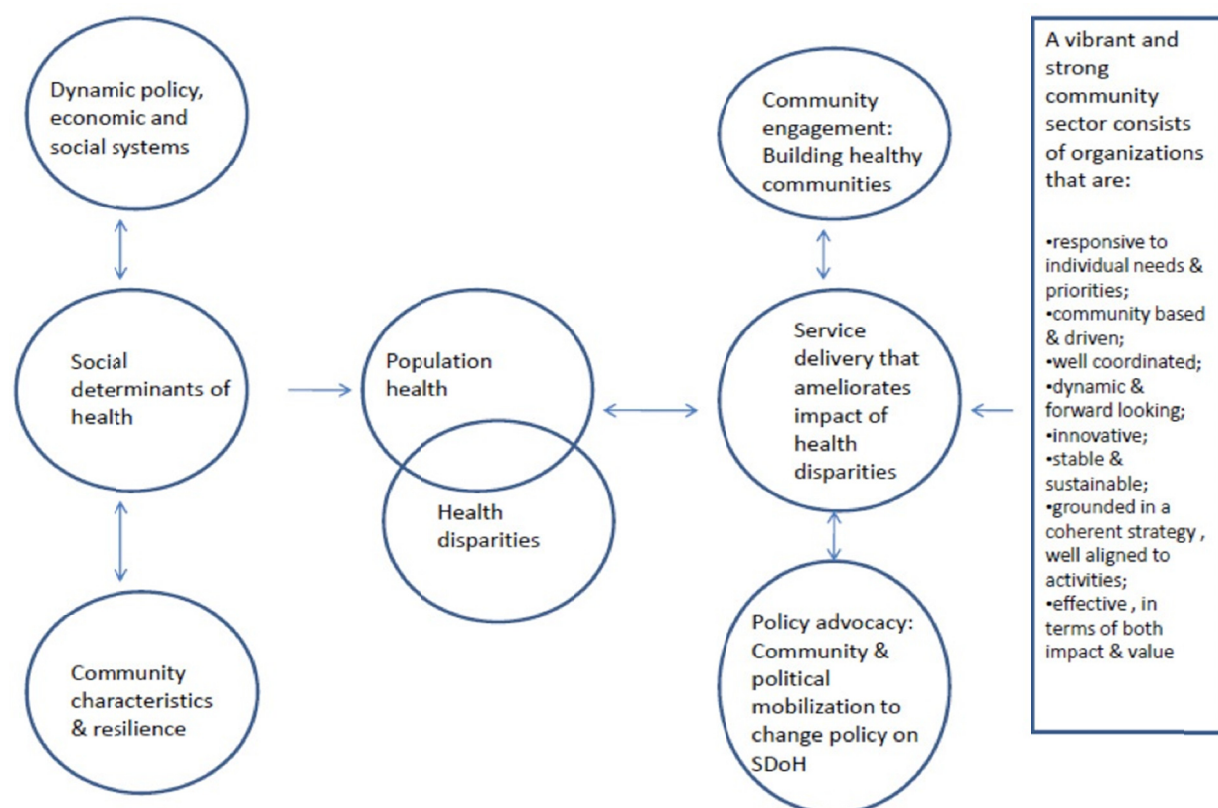 Dynamic policy,
economic and
social systems
Social
determinants of
health
Community
characteristics
& resilience
Population
health
Health
disparities
Community
engagement:
Building healthy
communities
Service
delivery that
ameliorates
impact of
health
disparities
Policy advocacy:
Community &
political
mobilization to
change policy on
SDoH
A vibrant and
strong
community
sector consists
of organizations
that are:
•responsive to
individual needs &
priorities;
•community based
& driven;
•well coordinated;
•dynamic &
forward looking;
•innovative;
•stable &
sustainable;
•grounded in a
coherent strategy ,
well aligned to
activities;
•effective , in
terms of both
impact & value